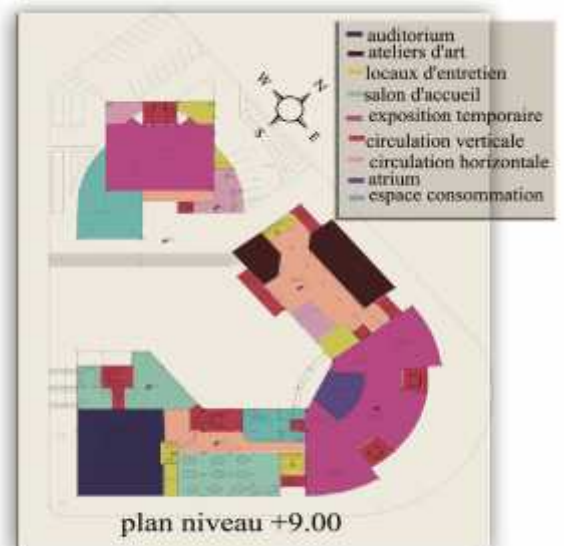 auditorium
ateliers d'art
locaux d'entretien
salon d'accueil
exposition temporaire
circulation verticale
circulation horizontale
atrium
espace consommation
W N
S E
plan niveau +9.00